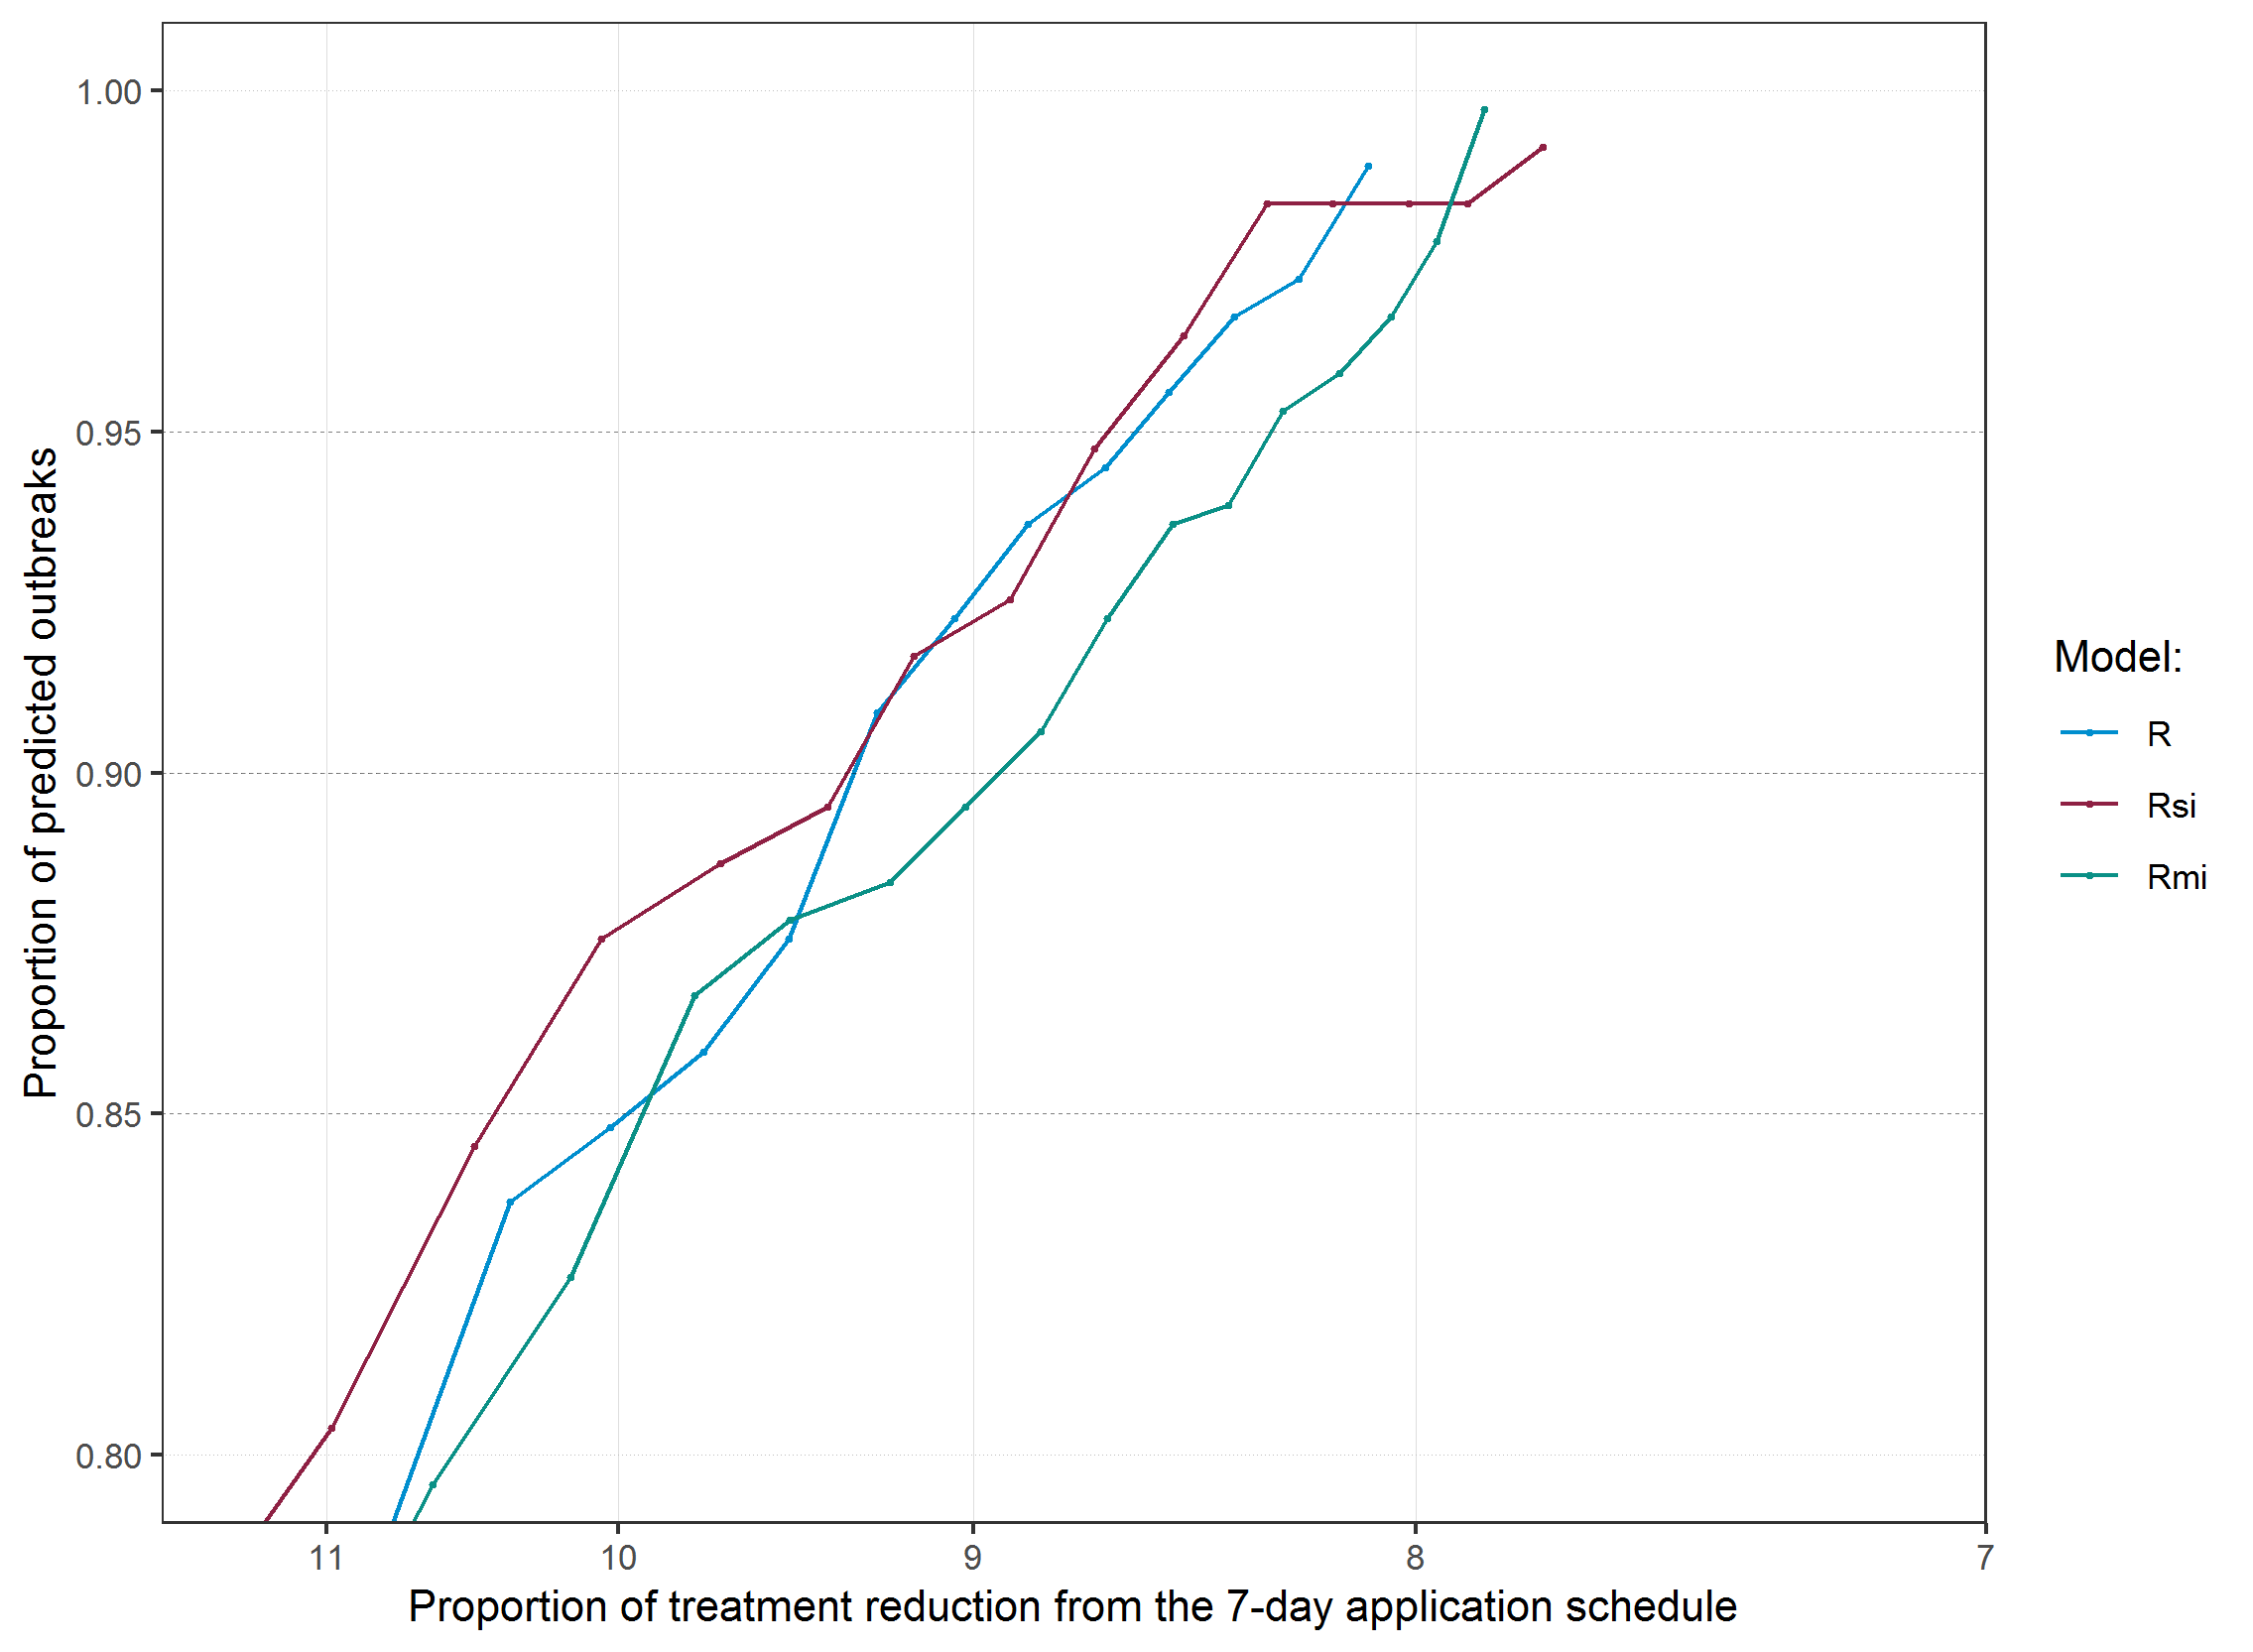 1.00
0.95
0.90
0.85
0.80
Proportion of predicted outbreaks
11 10 9 8 7
Proportion of treatment reduction from the 7-day application schedule
Model:
R
Rsi
Rmi